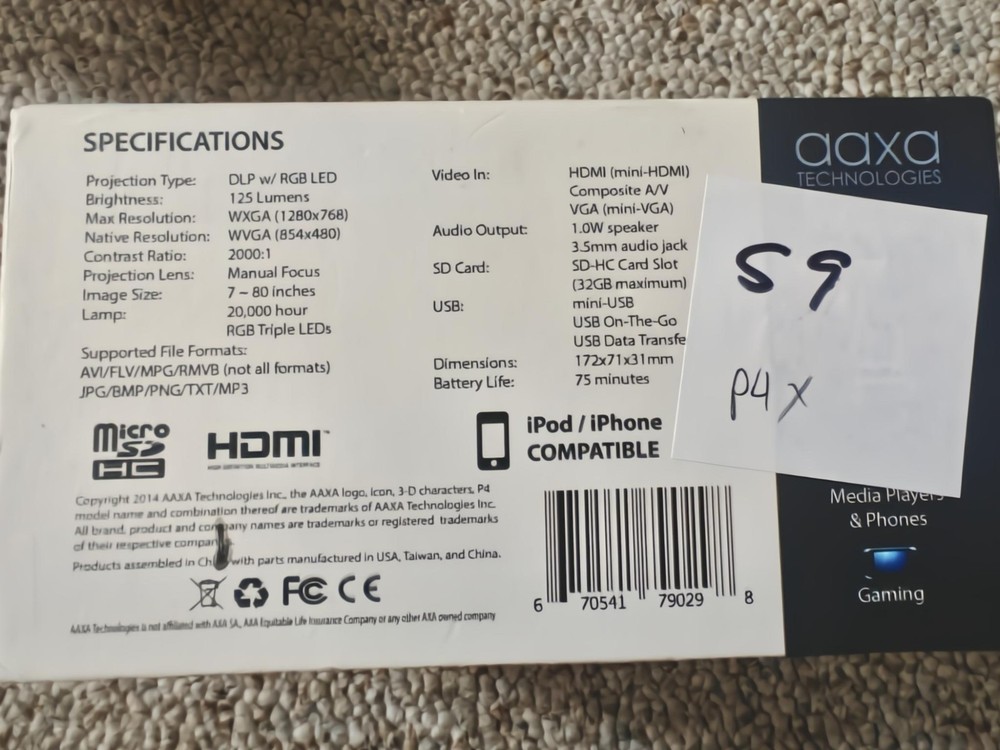 SPECIFICATIONS
Projection Type: DLP w/ RGB LED
Brightness: 125 Lumens
Max Resolution: WXGA (1280x768)
Native Resolution: WVGA (854x480)
Contrast Ratio: 2000:1
Projection Lens: Manual Focus
Image Size: 7 ~ 80 inches
Lamp: 20,000 hour
RGB Triple LEDs
Supported File Formats:
AVI/FLV/MPG/RMVB (not all formats)
JPG/BMP/PNG/TXT/MP3
Video In: HDMI (mini-HDMI)
Composite A/V
VGA (mini-VGA)
Audio Output: 1.0W speaker
3.5mm audio jack
SD Card: SD-HC Card Slot
(32GB maximum)
USB: mini-USB
USB On-The-Go
USB Data Transfe
Dimensions: 172x71x31mm
Battery Life: 75 minutes
aaxa
TECHNOLOGIES
59
P4X
Micro
SD
HC
HDMI™
HIGH-DEFINITION MULTIMEDIA INTERFACE
iPod / iPhone
COMPATIBLE
Copyright 2014 AAXA Technologies Inc., the AAXA logo, icon, 3-D characters, P4
model name and combination thereof are trademarks of AAXA Technologies Inc.
All brand, product and company names are trademarks or registered trademarks
of their respective compan
Products assembled in Ch with parts manufactured in USA, Taiwan, and China.
FC CE
AAXA Technologies is not affiliated with AXA SA, AXA Equitable Life Insurance Company or any other AXA owned company
6 70541 79029 8
Media Players
& Phones
Gaming